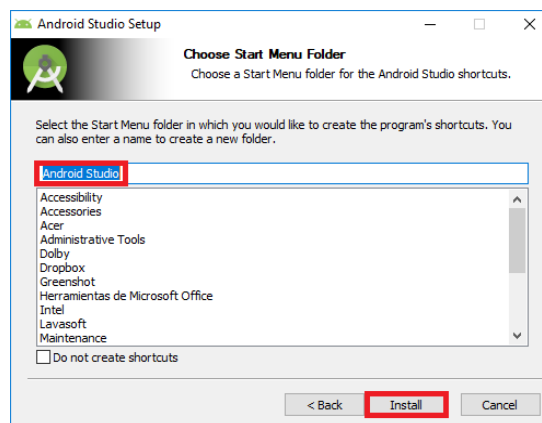 Android Studio Setup
Choose Start Menu Folder
Choose a Start Menu folder for the Android Studio shortcuts.
Select the Start Menu folder in which you would like to create the program's shortcuts. You
can also enter a name to create a new folder.
Android Studio
Accessibility
Accessories
Acer
Administrative Tools
Dolby
Dropbox
Greenshot
Herramientas de Microsoft Office
Intel
Lavasoft
Maintenance
Do not create shortcuts
< Back Install Cancel